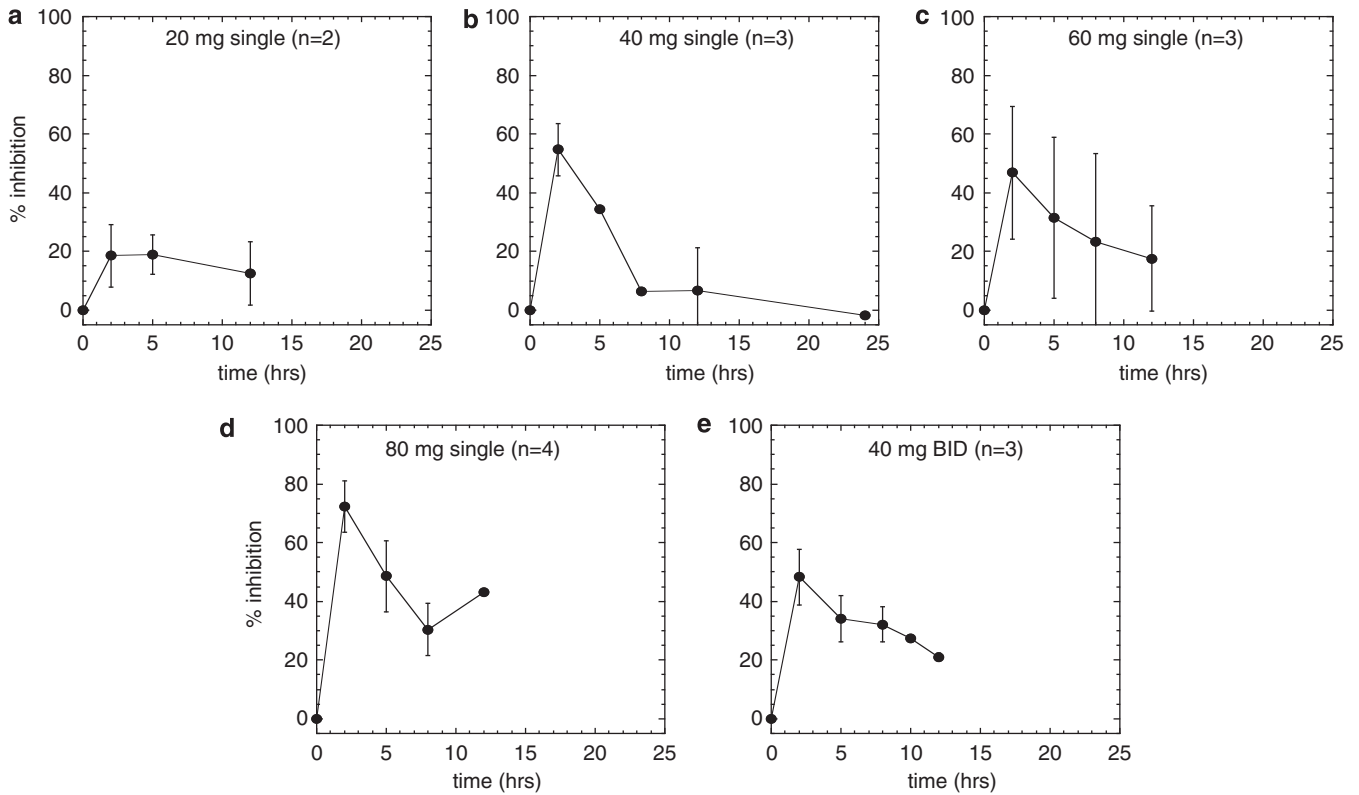 a
20 mg single (n=2)
% inhibition
100
80
60
40
20
0
0 5 10 15 20 25
time (hrs)
b
40 mg single (n=3)
100
80
60
40
20
0
0 5 10 15 20 25
time (hrs)
c
60 mg single (n=3)
100
80
60
40
20
0
0 5 10 15 20 25
time (hrs)
d
80 mg single (n=4)
% inhibition
100
80
60
40
20
0
0 5 10 15 20 25
time (hrs)
e
40 mg BID (n=3)
100
80
60
40
20
0
0 5 10 15 20 25
time (hrs)